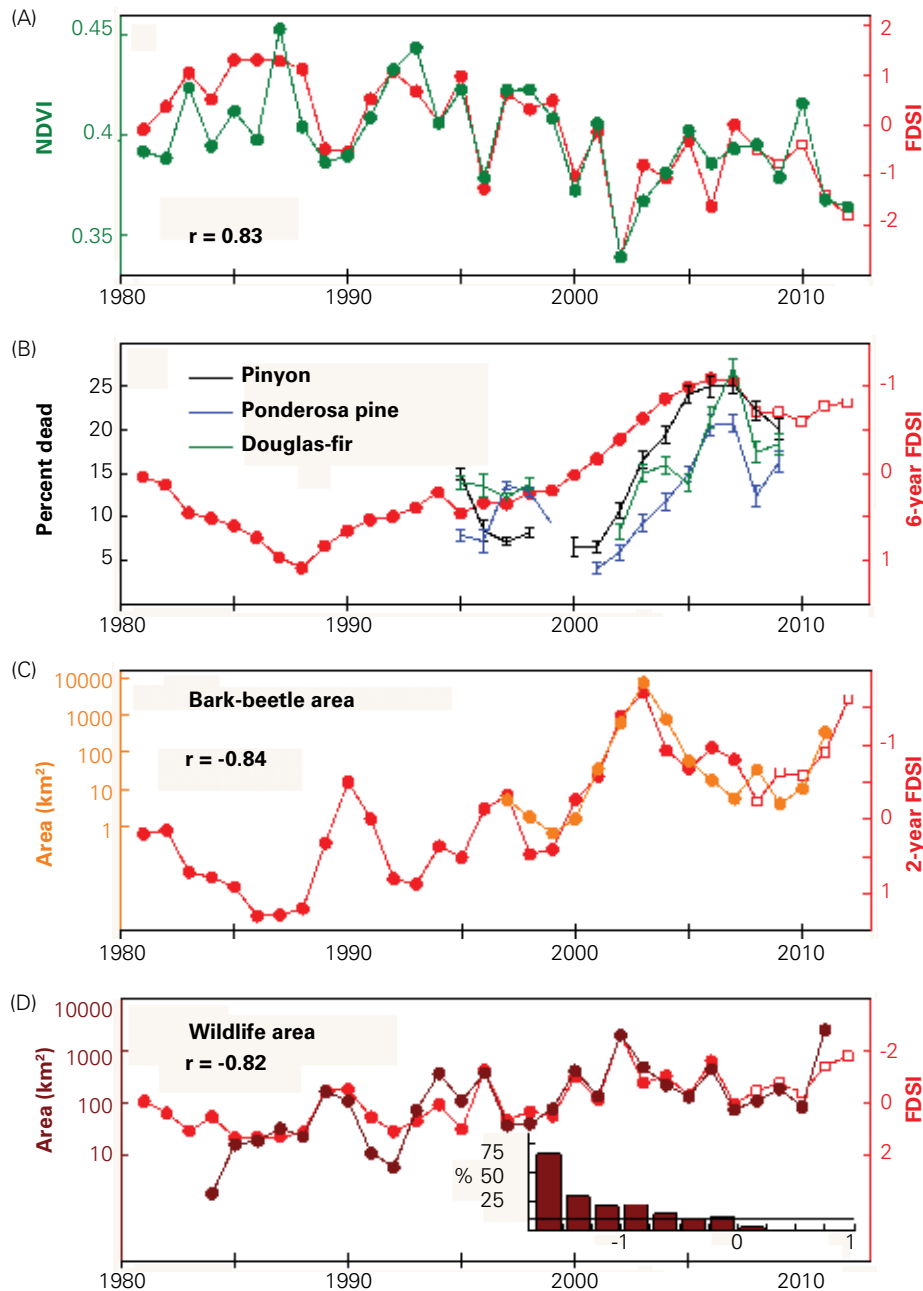 (A)
0.45
0.4
0.35
NDVI
r = 0.83
2
1
0
-1
-2
FDSI
1980
1990
2000
2010
(B)
25
20
15
10
5
Percent dead
Pinyon
Ponderosa pine
Douglas-fir
-1
0
1
6-year FDSI
1980
1990
2000
2010
(C)
10000
1000
100
10
1
Area (km²)
Bark-beetle area
r = -0.84
-1
0
1
2-year FDSI
1980
1990
2000
2010
(D)
10000
1000
100
10
Area (km²)
Wildlife area
r = -0.82
-2
0
2
FDSI
75
% 50
25
-1
0
1
1980
1990
2000
2010